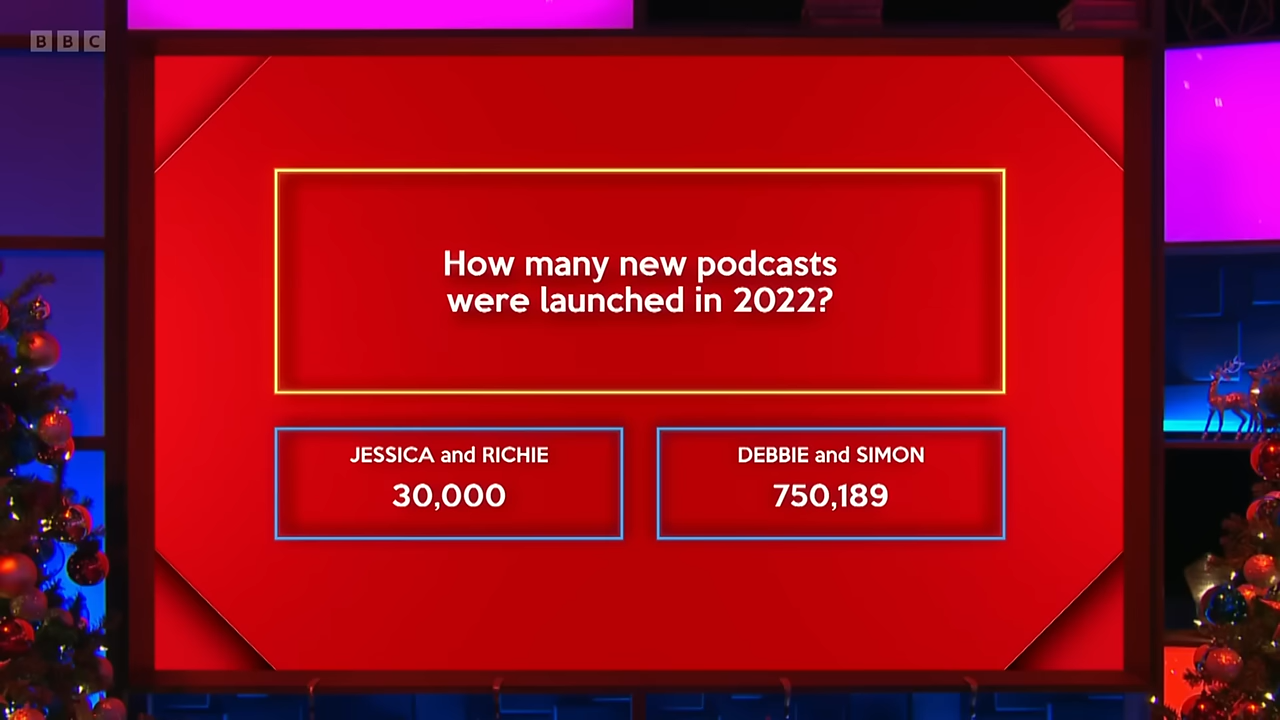 BBC
How many new podcasts
were launched in 2022?
JESSICA and RICHIE
30,000
DEBBIE and SIMON
750,189